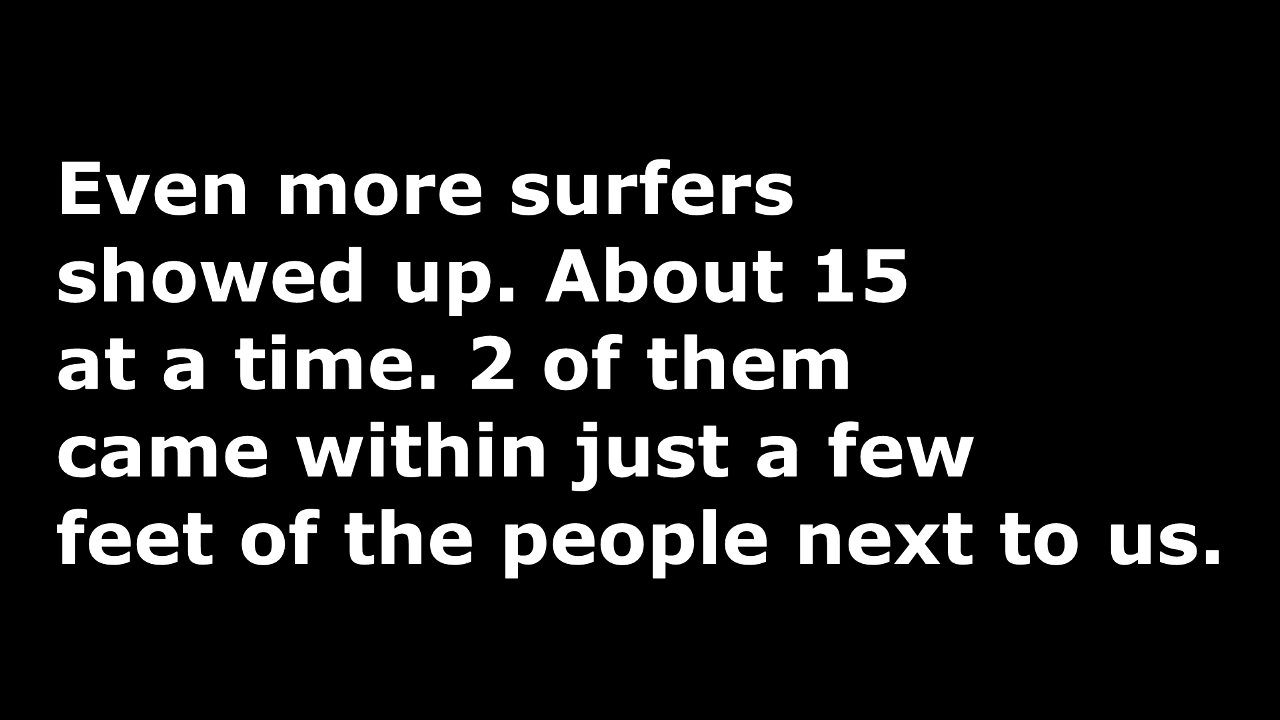 Even more surfers
showed up. About 15
at a time. 2 of them
came within just a few
feet of the people next to us.